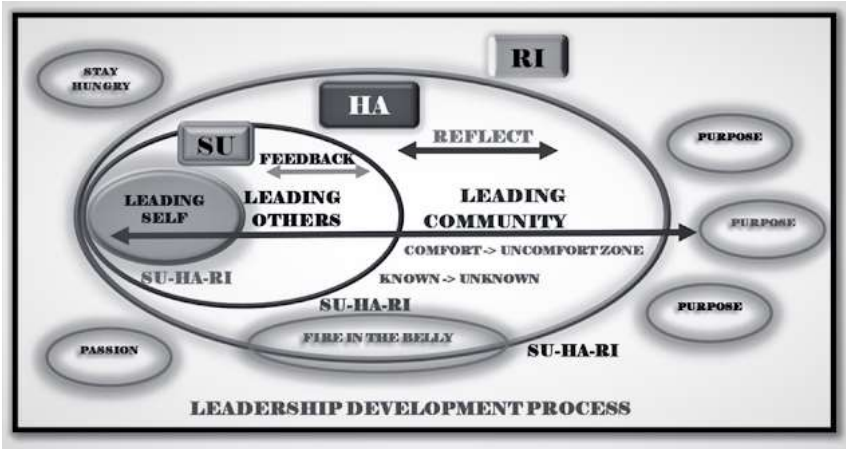 RI
STAY
HUNGRY
HA
SU
REFLECT
PURPOSE
FEEDBACK
LEADING
SELF
LEADING
OTHERS
LEADING
COMMUNITY
PURPOSE
COMFORT -> UNCOMFORT ZONE
SU-HA-RI
KNOWN -> UNKNOWN
SU-HA-RI
PURPOSE
FIRE IN THE BELLY
PASSION
SU-HA-RI
LEADERSHIP DEVELOPMENT PROCESS